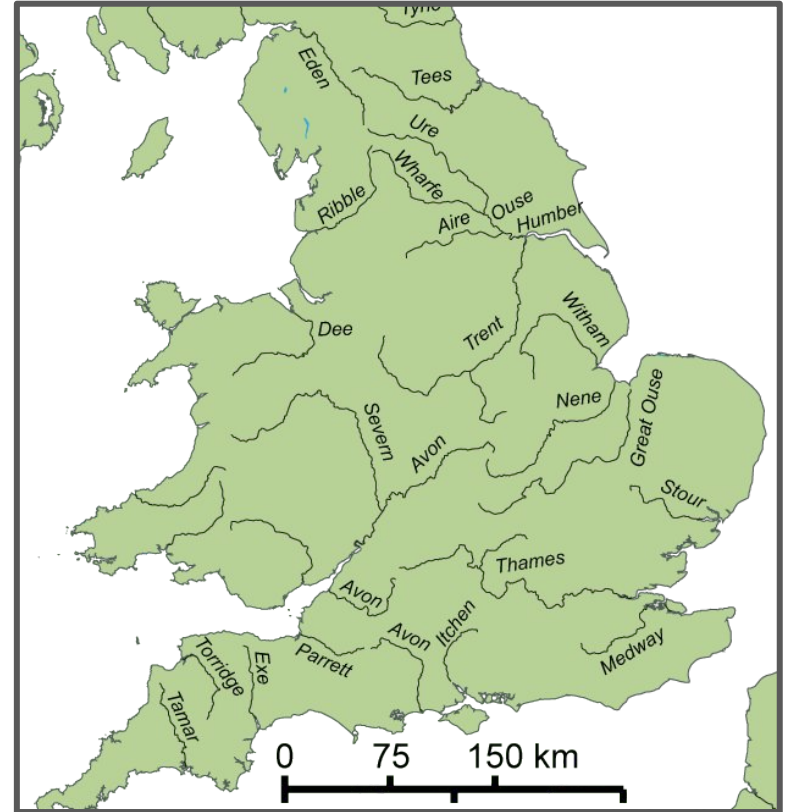 Tyne
Eden
Tees
Ure
Wharfe
Ribble
Aire
Ouse
Humber
Dee
Trent
Witham
Severn
Nene
Great Ouse
Avon
Stour
Thames
Avon
Avon
Itchen
Parrett
Medway
Torridge
Exe
Tamar
0 75 150 km